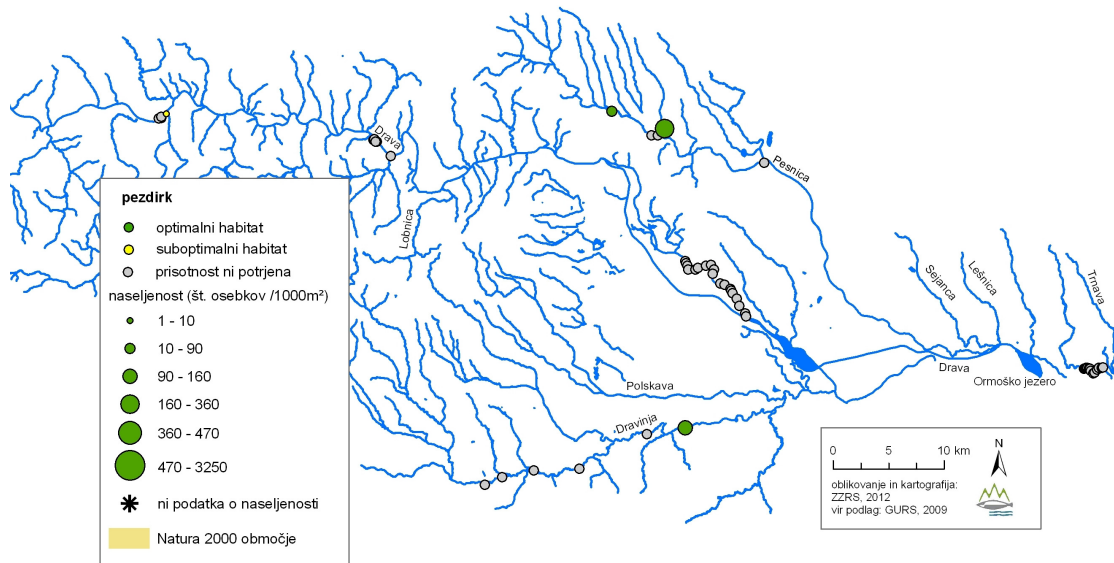 Drava
Pesnica
Lobnica
pezdirk
optimalni habitat
suboptimalni habitat
prisotnost ni potrjena
naseljenost (št. osebkov /1000m²)
1 - 10
10 - 90
90 - 160
160 - 360
360 - 470
470 - 3250
ni podatka o naseljenosti
Natura 2000 območje
Sejanca
Lešnica
Trnava
Polskava
Drava
Ormoško jezero
Dravinja
0 5 10 km
N
oblikovanje in kartografija:
ZZRS, 2012
vir podlag: GURS, 2009